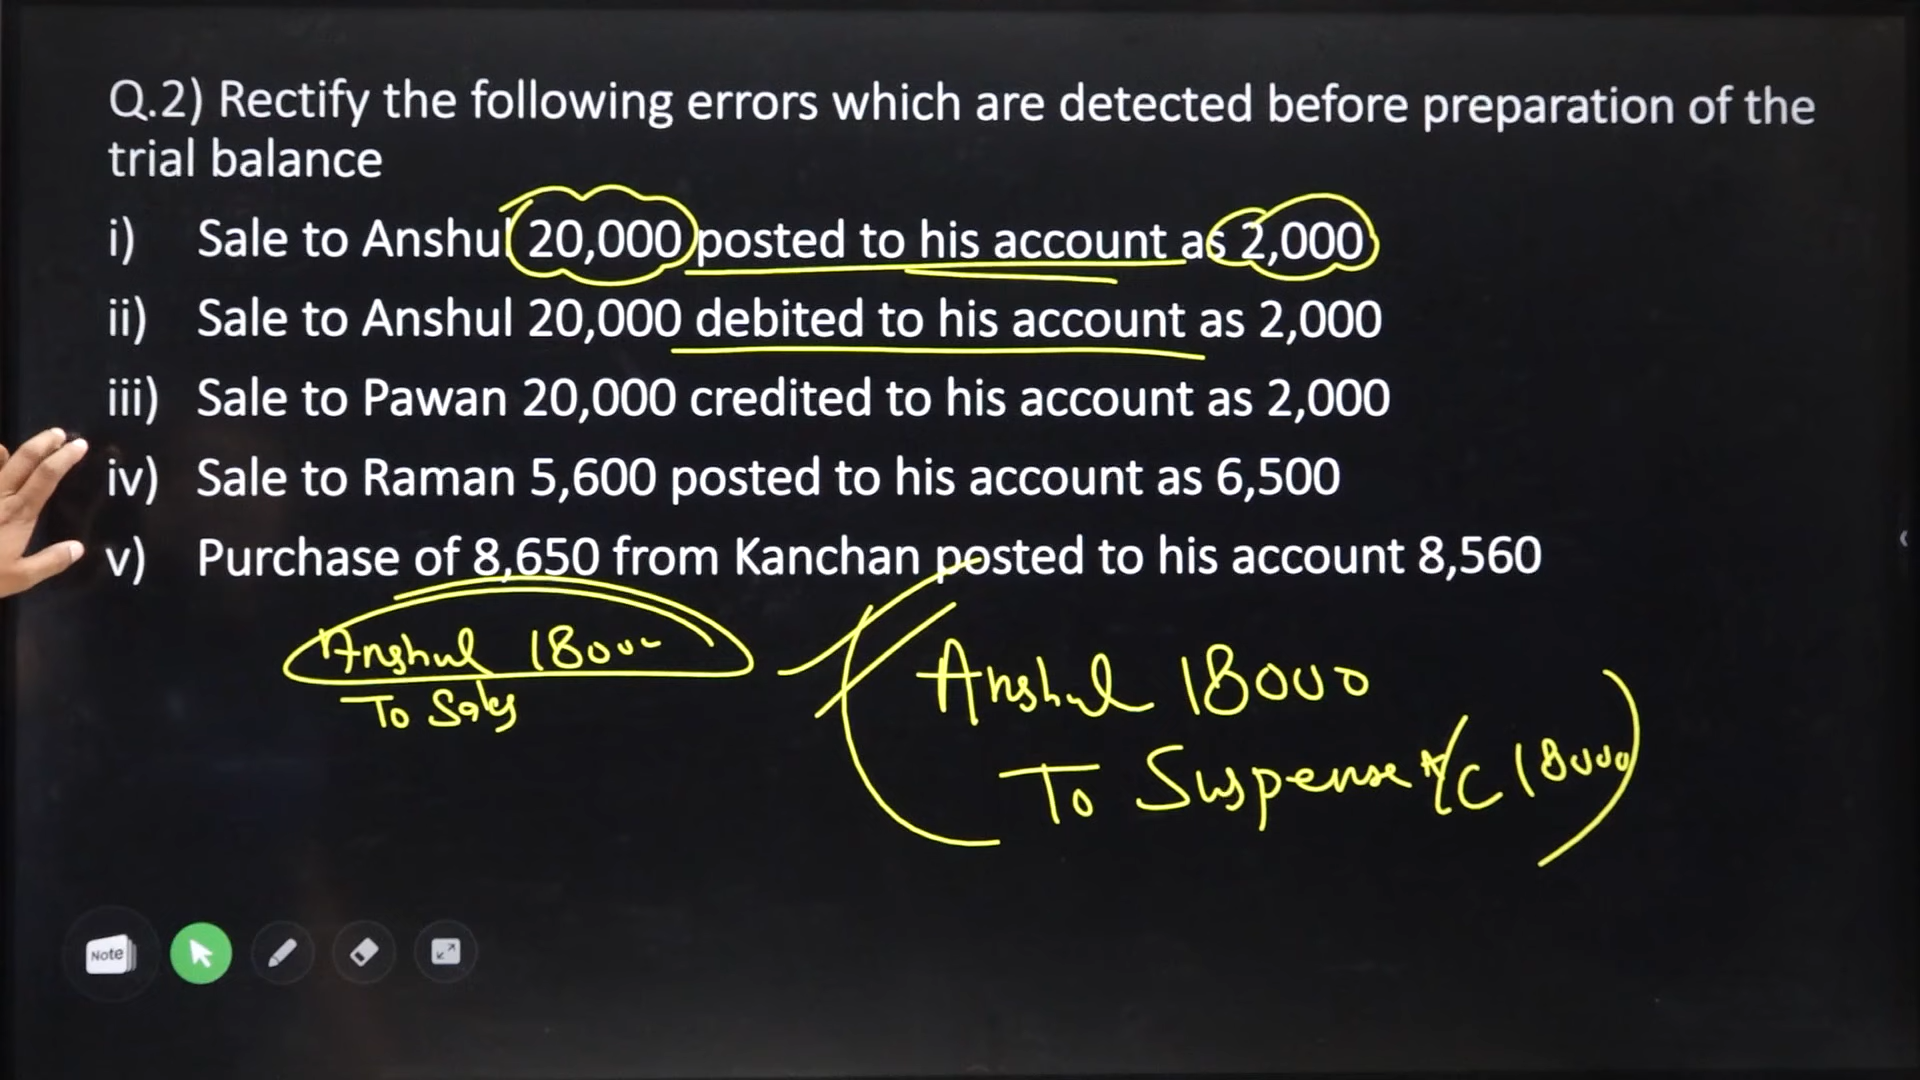 Q.2) Rectify the following errors which are detected before preparation of the
trial balance
i) Sale to Anshul 20,000 posted to his account as 2,000
ii) Sale to Anshul 20,000 debited to his account as 2,000
iii) Sale to Pawan 20,000 credited to his account as 2,000
iv) Sale to Raman 5,600 posted to his account as 6,500
v) Purchase of 8,650 from Kanchan posted to his account 8,560
Anshul 18000
To Sales
Anshul 18000
To Suspense A/C 18000
Note